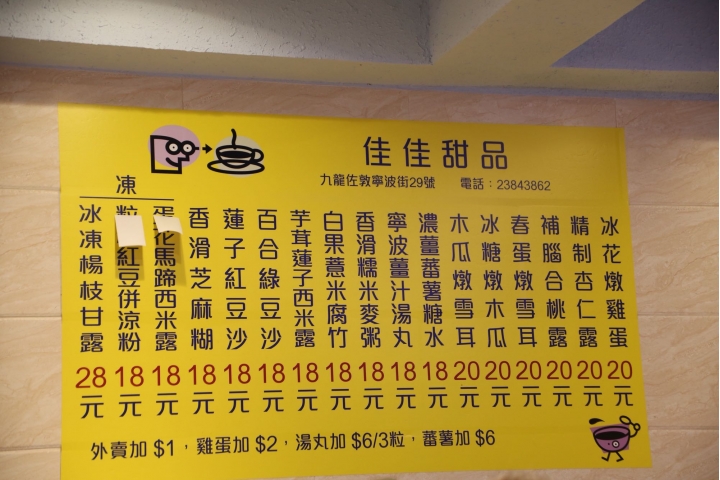 佳佳甜品
九龍佐敦寧波街29號 電話：23843862
冰花燉雞蛋 20元
精制杏仁露 20元
補腦合桃露 20元
春蛋燉雪耳 20元
冰糖燉木瓜 20元
木瓜燉雪耳 20元
濃薑蕃薯糖水 18元
寧波薑汁湯丸 18元
香滑糯米麥粥 18元
白果薏米腐竹 18元
芋茸蓮子西米露 18元
百合綠豆沙 18元
蓮子紅豆沙 18元
香滑芝麻糊 18元
凍
蛋花馬蹄西米露 18元
紅豆併涼粉 18元
冰凍楊枝甘露 28元
外賣加 $1，雞蛋加 $2，湯丸加 $6/3粒，蕃薯加 $6